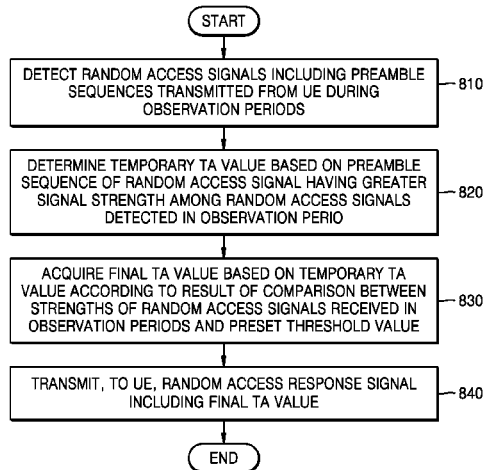 START
DETECT RANDOM ACCESS SIGNALS INCLUDING PREAMBLE
SEQUENCES TRANSMITTED FROM UE DURING
OBSERVATION PERIODS
810
DETERMINE TEMPORARY TA VALUE BASED ON PREAMBLE
SEQUENCE OF RANDOM ACCESS SIGNAL HAVING GREATER
SIGNAL STRENGTH AMONG RANDOM ACCESS SIGNALS
DETECTED IN OBSERVATION PERIO
820
ACQUIRE FINAL TA VALUE BASED ON TEMPORARY TA
VALUE ACCORDING TO RESULT OF COMPARISON BETWEEN
STRENGTHS OF RANDOM ACCESS SIGNALS RECEIVED IN
OBSERVATION PERIODS AND PRESET THRESHOLD VALUE
830
TRANSMIT, TO UE, RANDOM ACCESS RESPONSE SIGNAL
INCLUDING FINAL TA VALUE
840
END